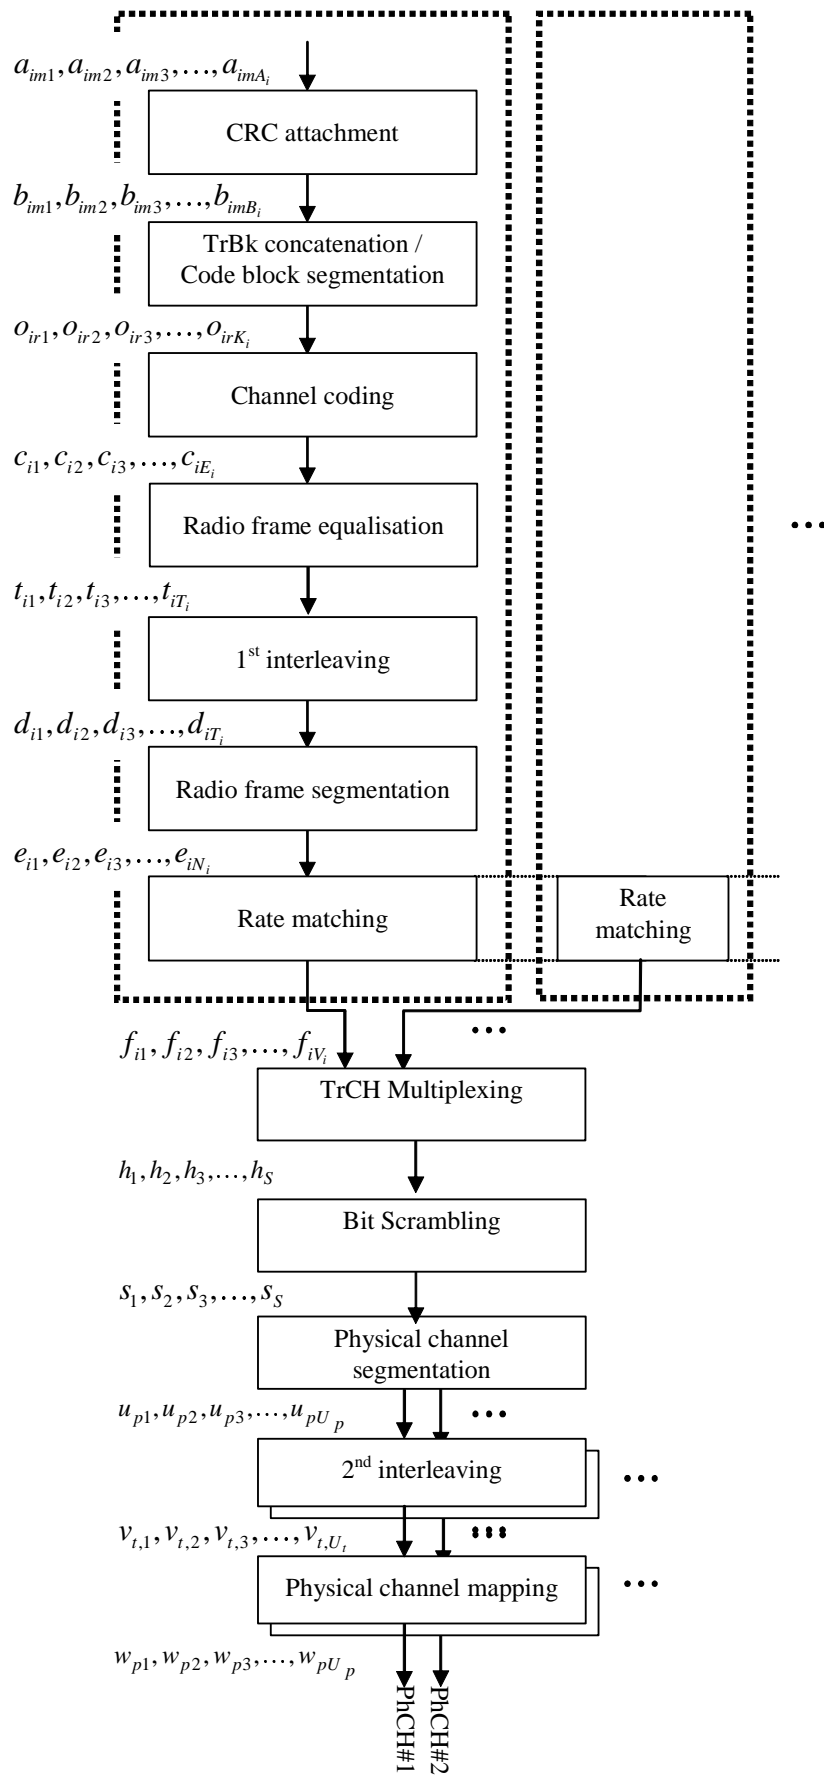 a_{im1}, a_{im2}, a_{im3}, ..., a_{imA_i}
CRC attachment
b_{im1}, b_{im2}, b_{im3}, ..., b_{imB_i}
TrBk concatenation /
Code block segmentation
o_{ir1}, o_{ir2}, o_{ir3}, ..., o_{irK_i}
Channel coding
c_{i1}, c_{i2}, c_{i3}, ..., c_{iE_i}
Radio frame equalisation
...
t_{i1}, t_{i2}, t_{i3}, ..., t_{iT_i}
1^{st} interleaving
d_{i1}, d_{i2}, d_{i3}, ..., d_{iT_i}
Radio frame segmentation
e_{i1}, e_{i2}, e_{i3}, ..., e_{iN_i}
Rate matching
Rate
matching
...
f_{i1}, f_{i2}, f_{i3}, ..., f_{iV_i}
TrCH Multiplexing
h_1, h_2, h_3, ..., h_S
Bit Scrambling
s_1, s_2, s_3, ..., s_S
Physical channel
segmentation
u_{p1}, u_{p2}, u_{p3}, ..., u_{pU_p}
...
2^{nd} interleaving
...
v_{t,1}, v_{t,2}, v_{t,3}, ..., v_{t,U_t}
...
Physical channel mapping
...
w_{p1}, w_{p2}, w_{p3}, ..., w_{pU_p}
PhCH#1
PhCH#2